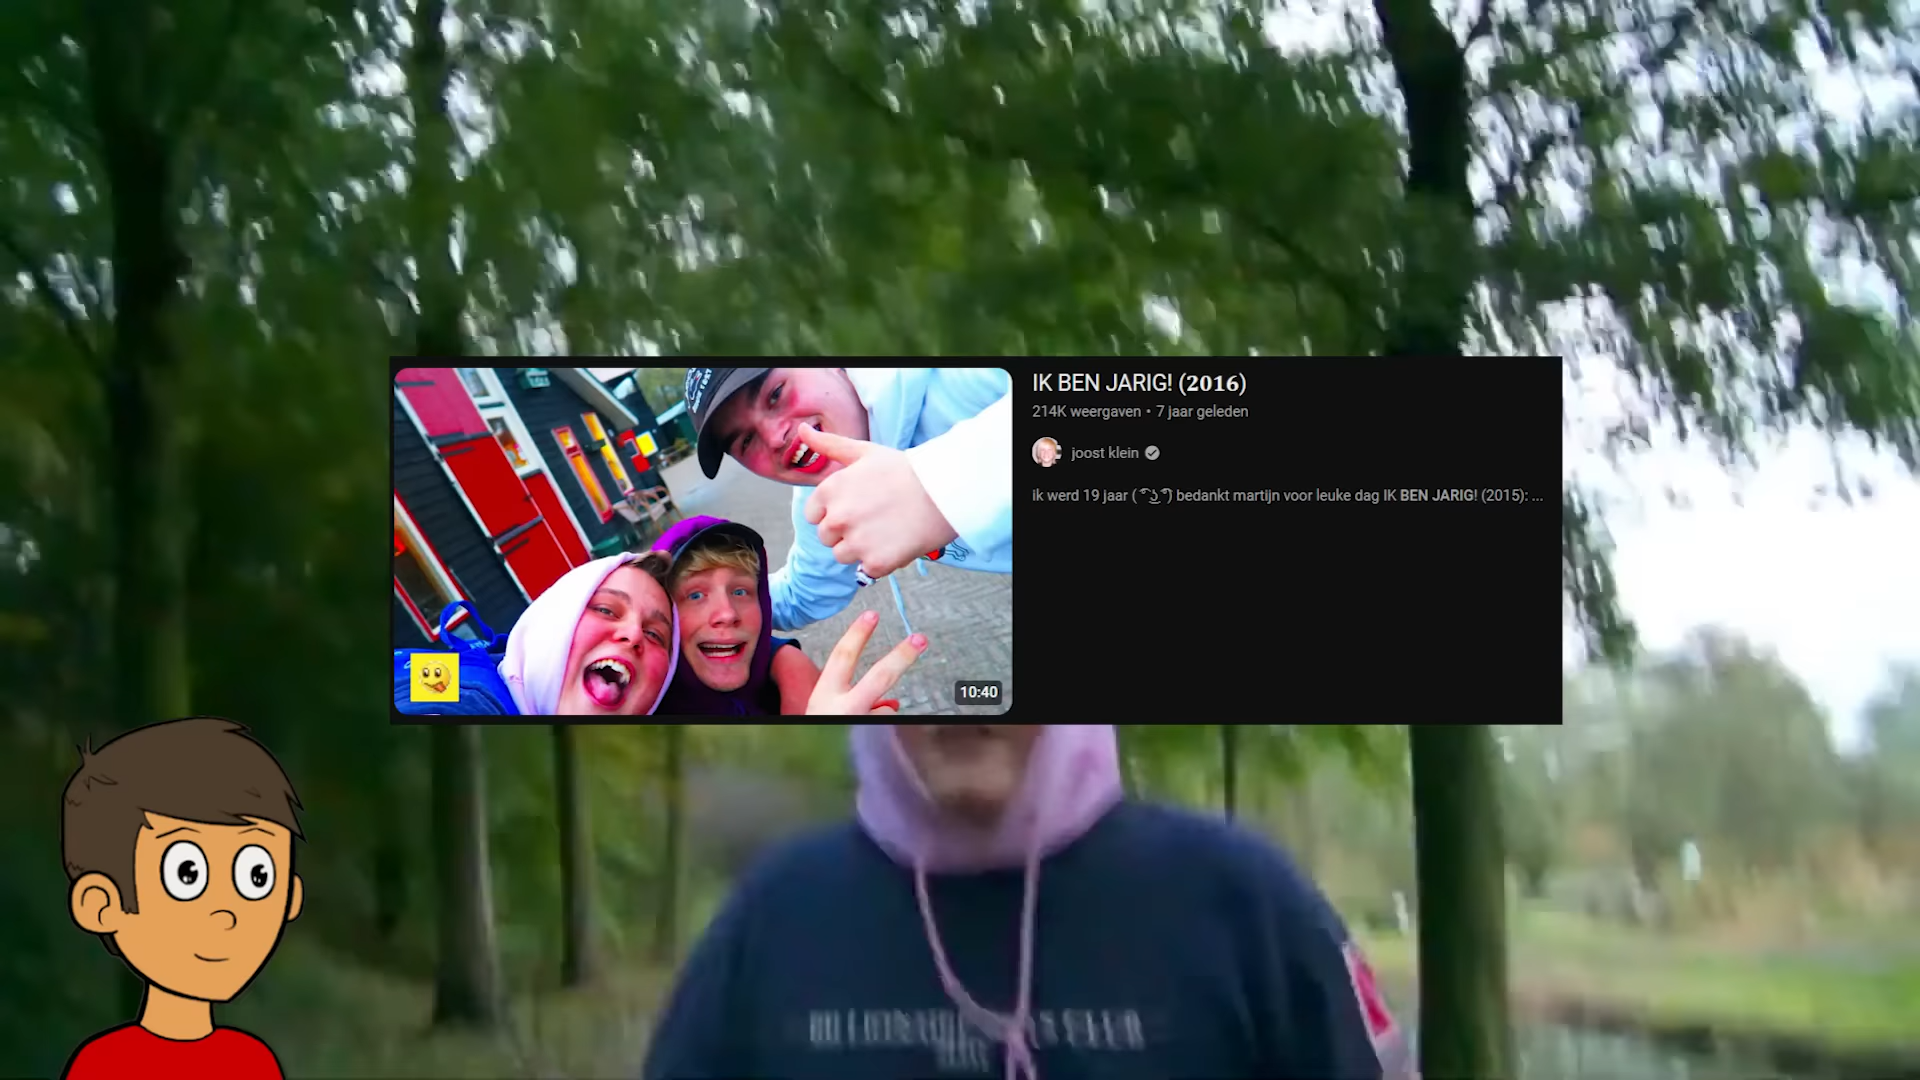 IK BEN JARIG! (2016)
214K weergaven • 7 jaar geleden
joost klein
ik werd 19 jaar ( ͡° ͜ʖ ͡°) bedankt martijn voor leuke dag IK BEN JARIG! (2015): ...
10:40